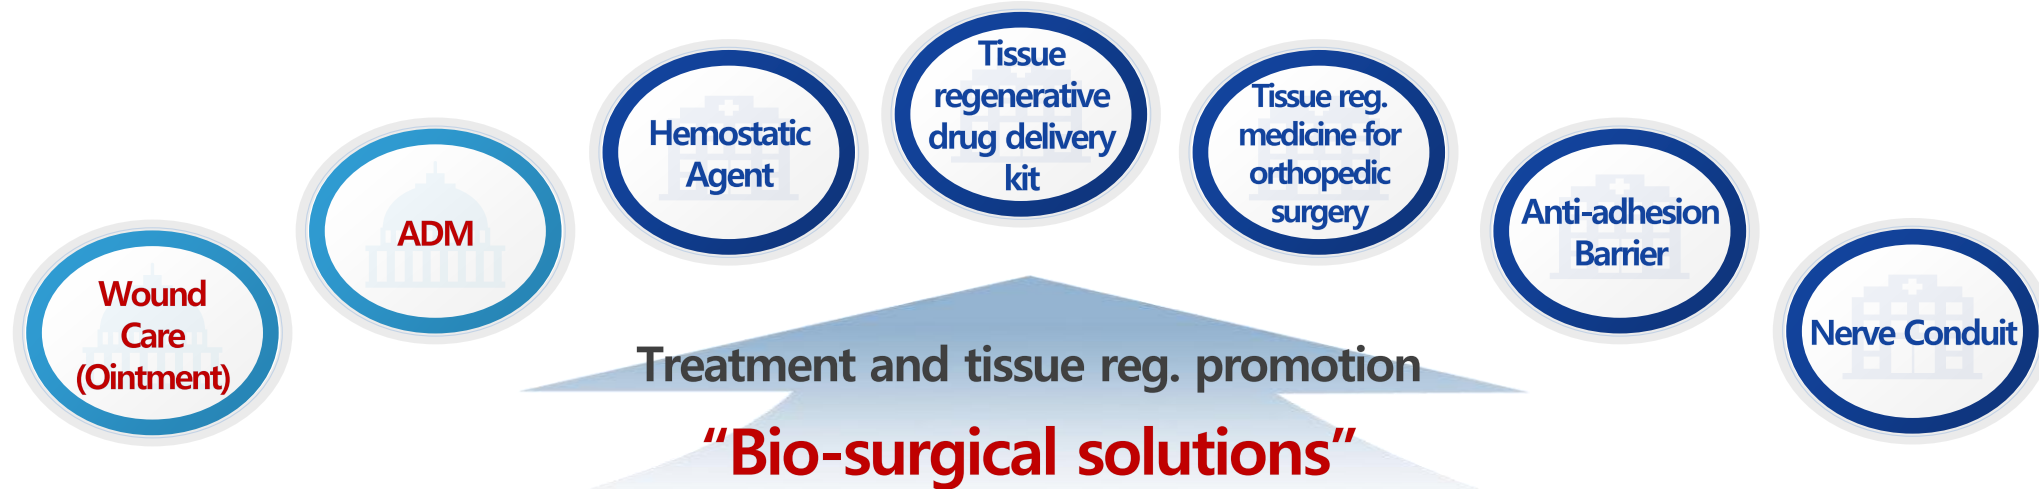 Wound
Care
(Ointment)
ADM
Hemostatic
Agent
Tissue
regenerative
drug delivery
kit
Tissue reg.
medicine for
orthopedic
surgery
Anti-adhesion
Barrier
Nerve Conduit
Treatment and tissue reg. promotion
“Bio-surgical solutions”